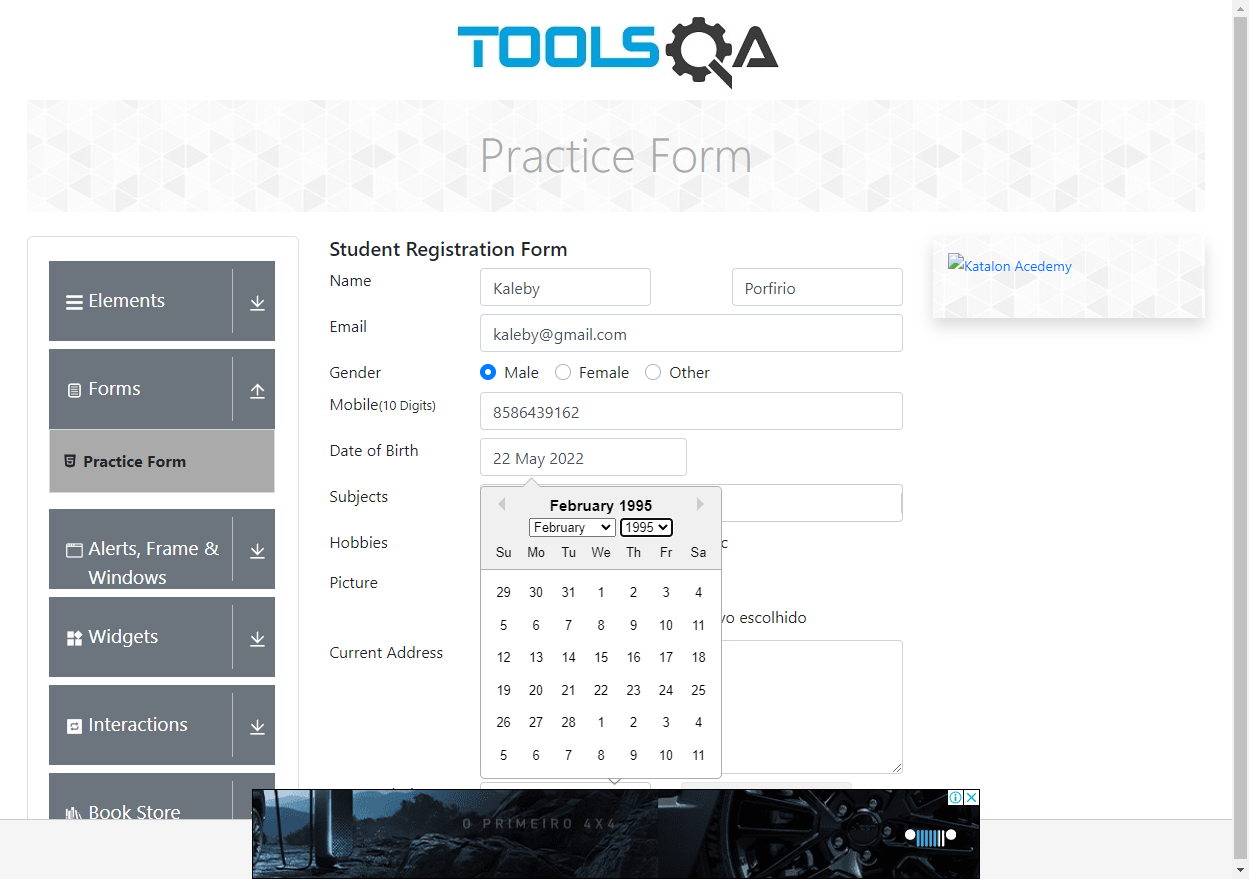 TOOLSQA
Practice Form
Elements
Forms
Practice Form
Alerts, Frame &
Windows
Widgets
Interactions
Book Store
Student Registration Form
Name
Kaleby
Porfirio
Email
kaleby@gmail.com
Gender
Male
Female
Other
Mobile(10 Digits)
8586439162
Date of Birth
22 May 2022
Subjects
Hobbies
Picture
vo escolhido
Current Address
February 1995
February
1995
Su Mo Tu We Th Fr Sa
29 30 31 1 2 3 4
5 6 7 8 9 10 11
12 13 14 15 16 17 18
19 20 21 22 23 24 25
26 27 28 1 2 3 4
5 6 7 8 9 10 11
Katalon Acedemy
O PRIMEIRO 4X4